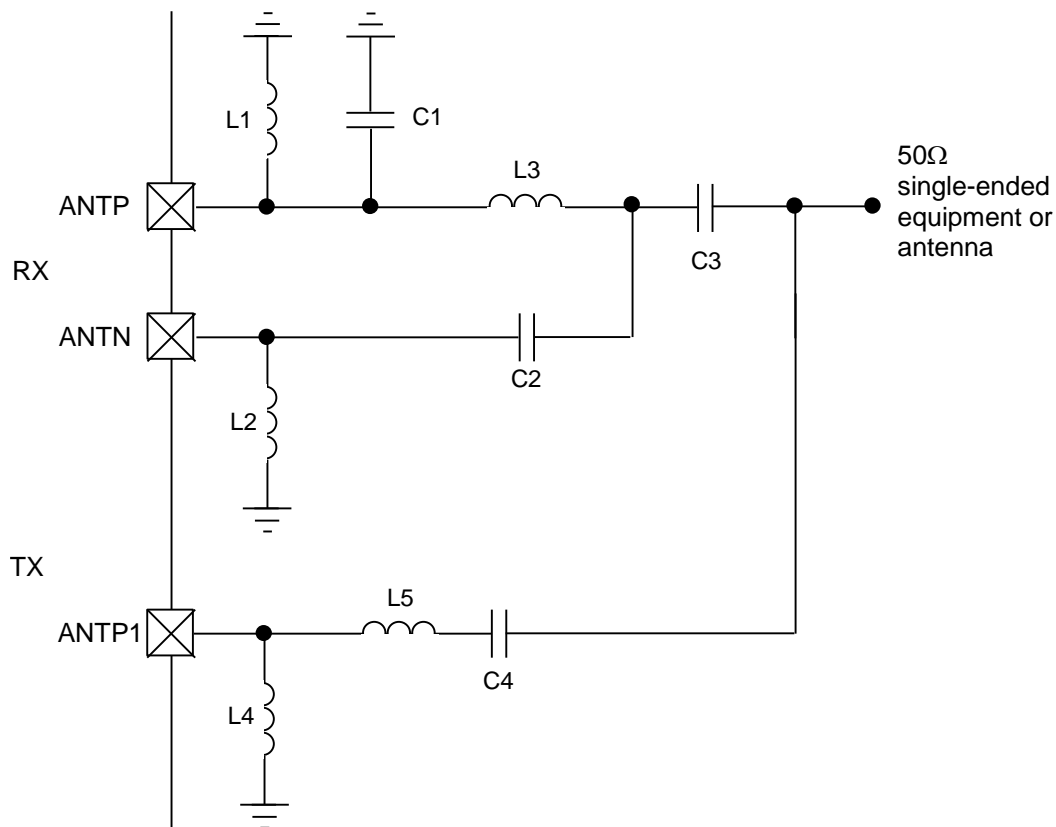 L1
C1
L3
50Ω
single-ended
equipment or
antenna
ANTP
C3
RX
ANTN
C2
L2
TX
L5
ANTP1
C4
L4